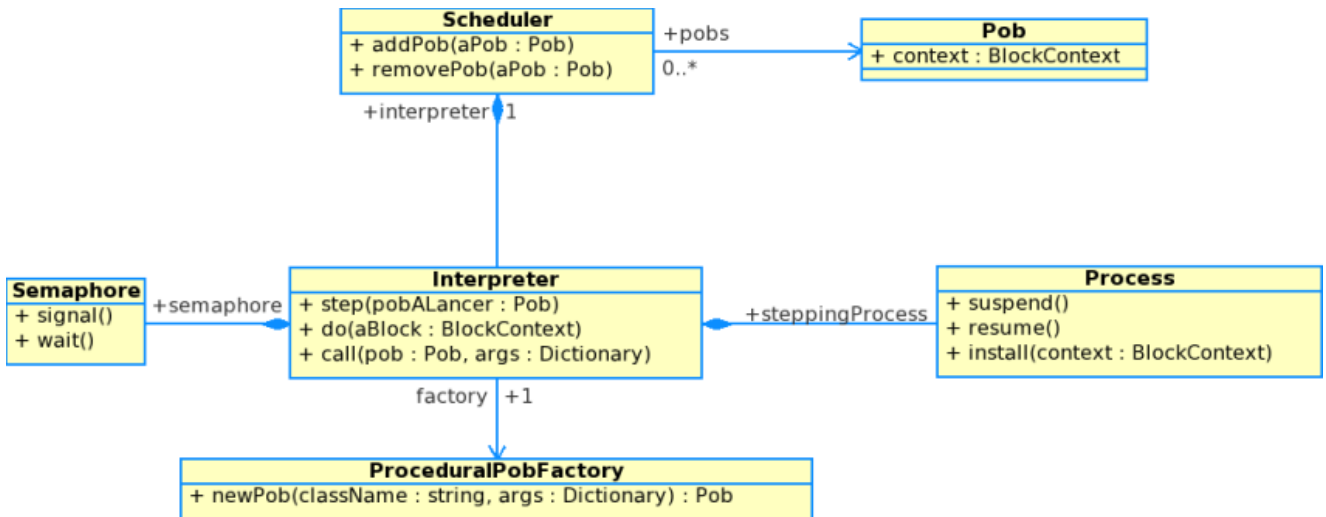 Scheduler
+ addPob(aPob : Pob)
+ removePob(aPob : Pob)
+pobs
0..*
Pob
+ context : BlockContext
+interpreter 1
Semaphore
+ signal()
+ wait()
+semaphore
Interpreter
+ step(pobALancer : Pob)
+ do(aBlock : BlockContext)
+ call(pob : Pob, args : Dictionary)
+steppingProcess
Process
+ suspend()
+ resume()
+ install(context : BlockContext)
factory +1
ProceduralPobFactory
+ newPob(className : string, args : Dictionary) : Pob